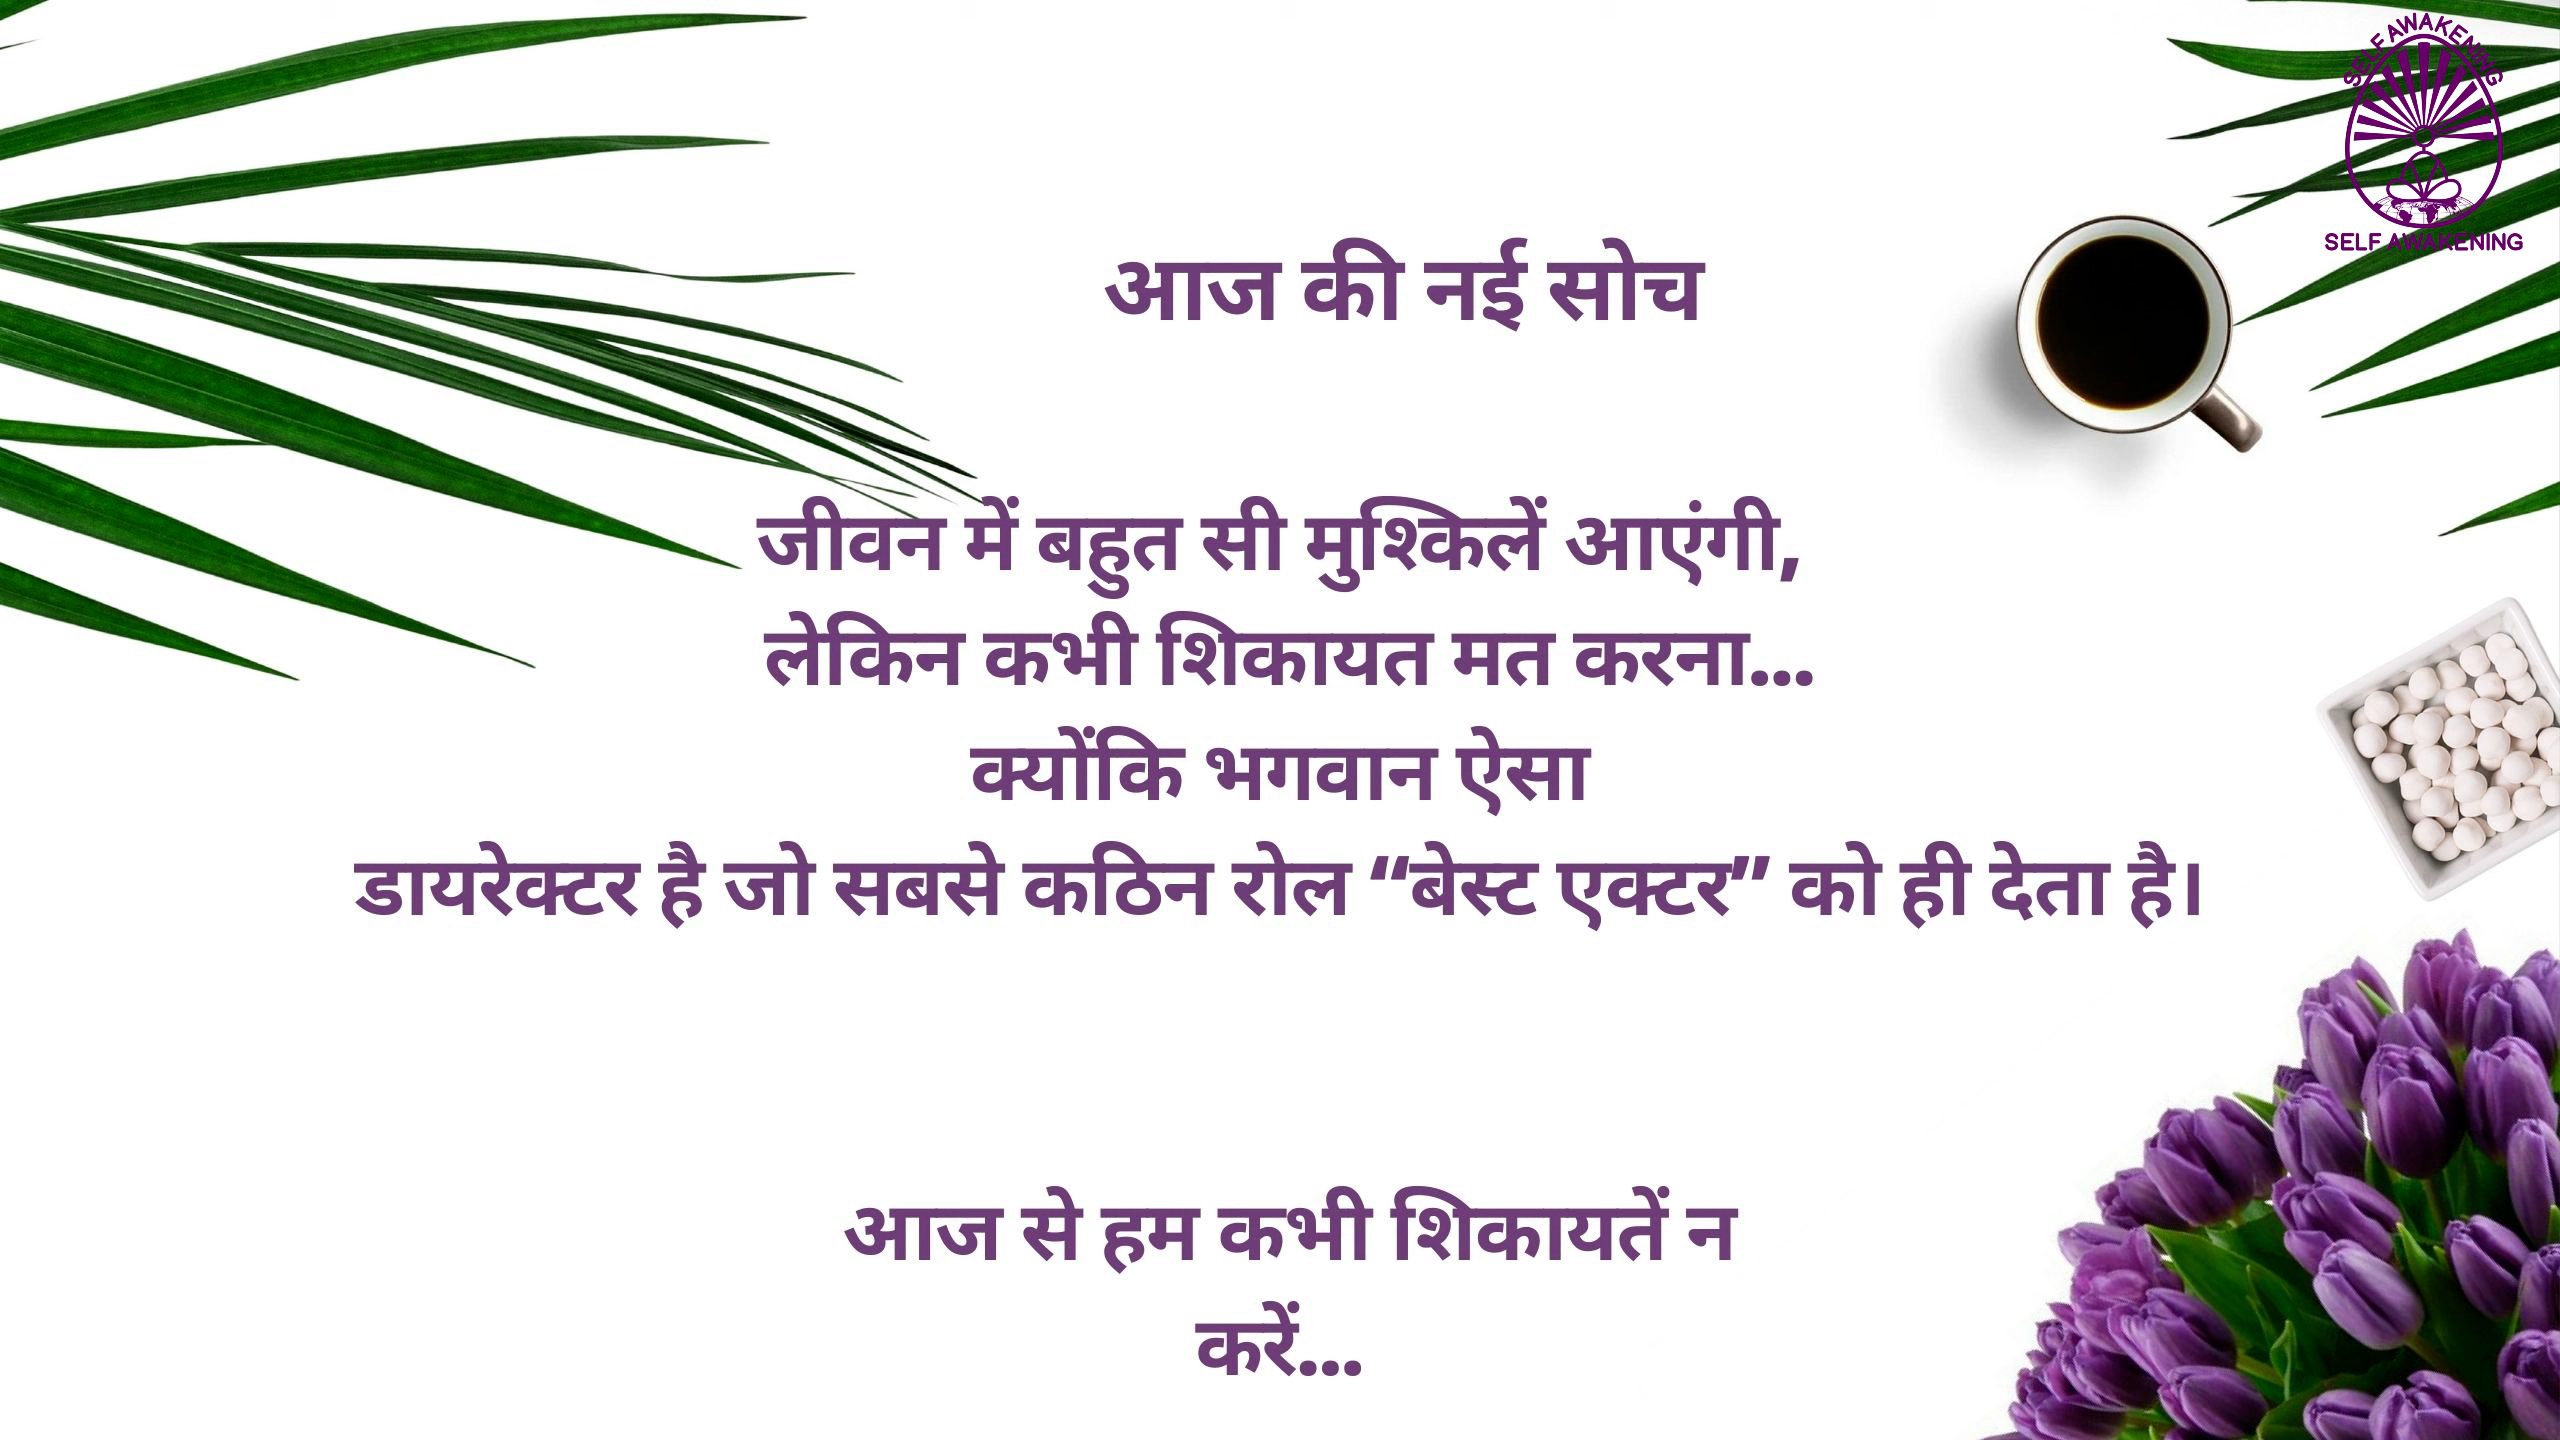 SELF AWAKENING
SELF AWAKENING
आज की नई सोच
जीवन में बहुत सी मुश्किलें आएंगी,
लेकिन कभी शिकायत मत करना...
क्योंकि भगवान ऐसा
डायरेक्टर है जो सबसे कठिन रोल “बेस्ट एक्टर” को ही देता है।
आज से हम कभी शिकायतें न
करें...